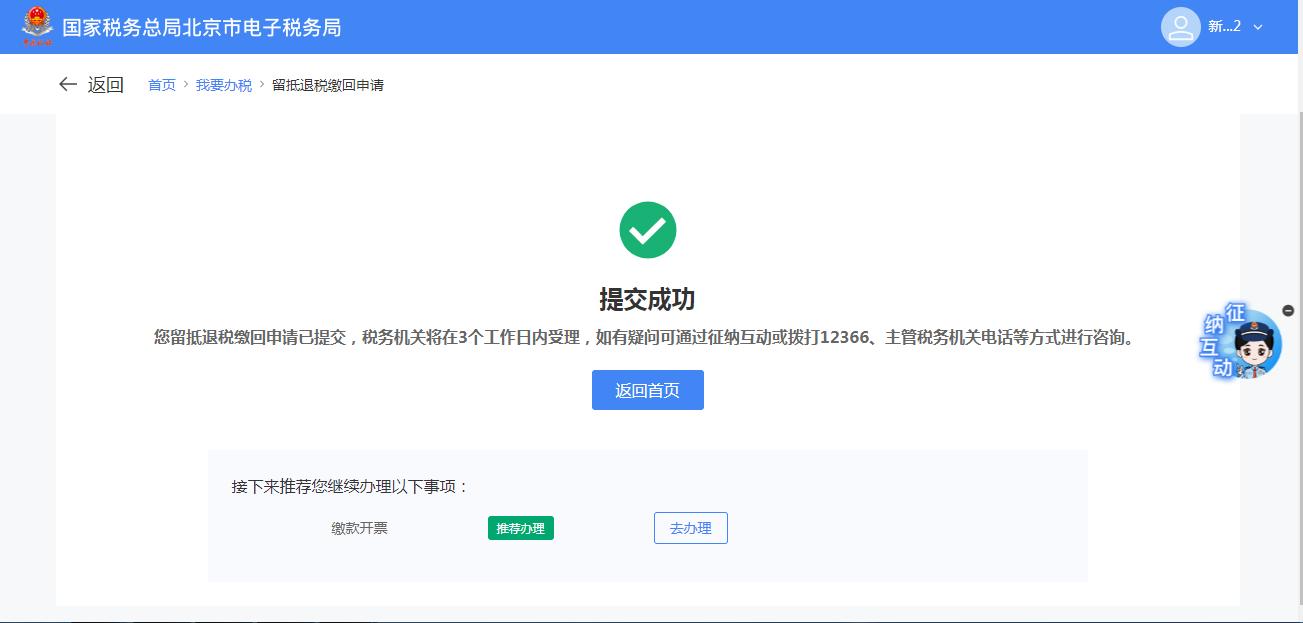 国家税务总局北京市电子税务局
新...2
返回 首页 > 我要办税 > 留抵退税缴回申请
提交成功
您留抵退税缴回申请已提交，税务机关将在3个工作日内受理，如有疑问可通过征纳互动或拨打12366、主管税务机关电话等方式进行咨询。
征纳互动
返回首页
接下来推荐您继续办理以下事项：
缴款开票 推荐办理 去办理